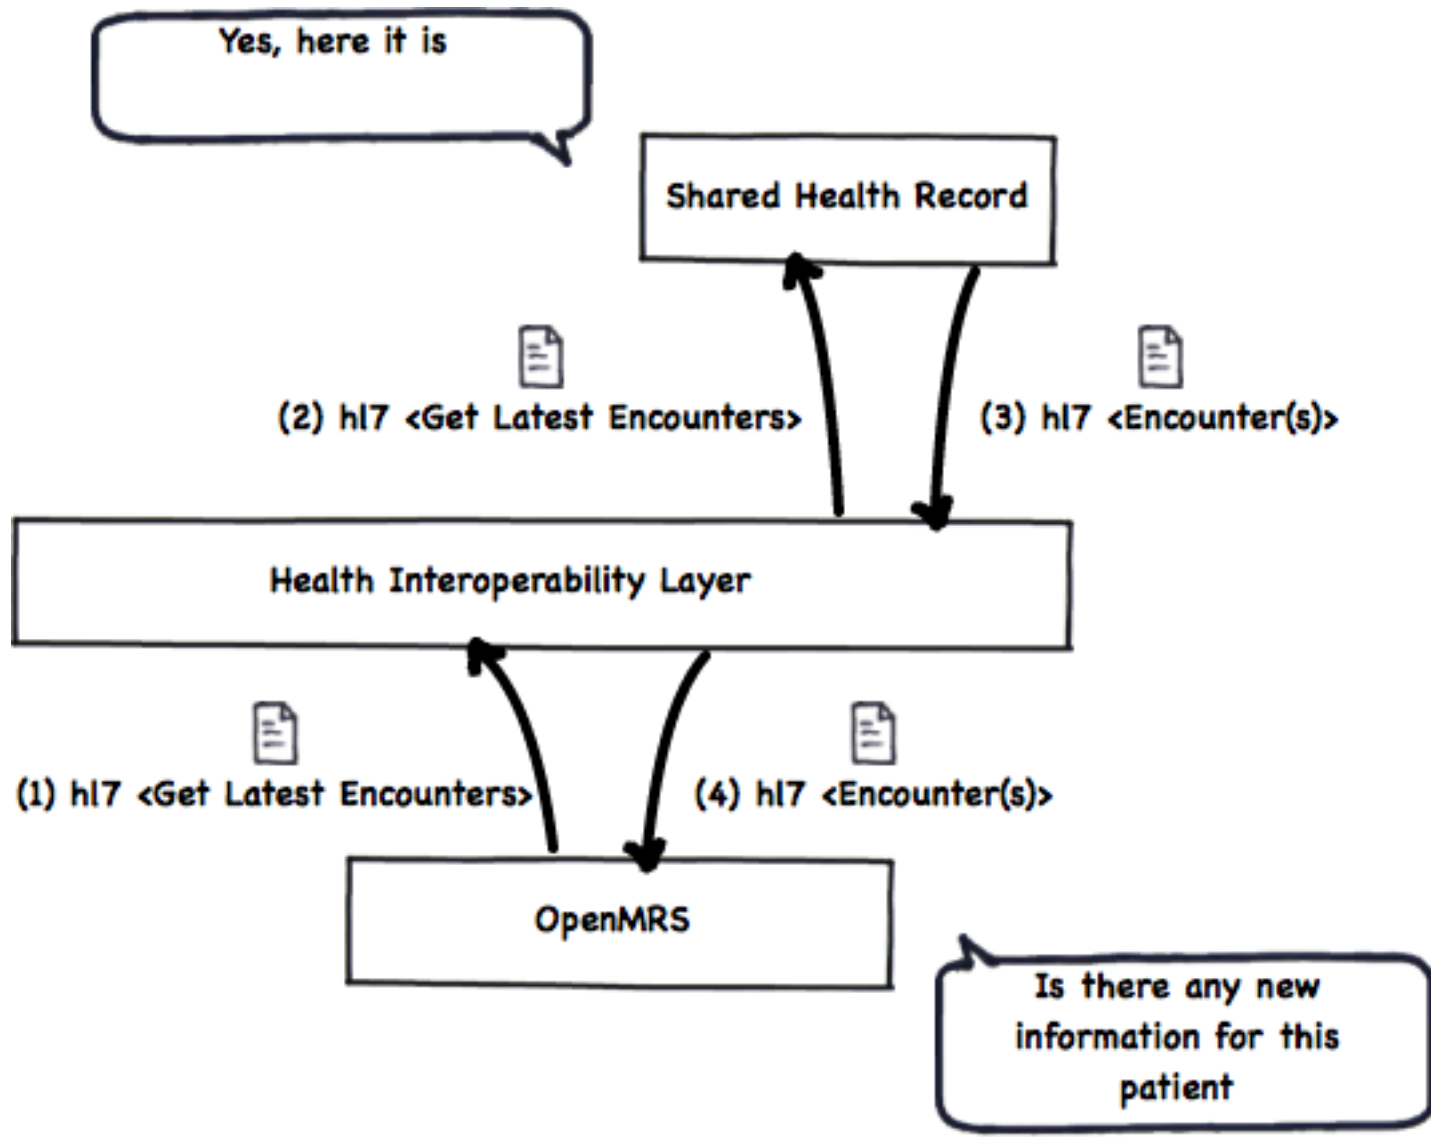 Yes, here it is
Shared Health Record
(2) hl7 <Get Latest Encounters>
(3) hl7 <Encounter(s)>
Health Interoperability Layer
(1) hl7 <Get Latest Encounters>
(4) hl7 <Encounter(s)>
OpenMRS
Is there any new
information for this
patient